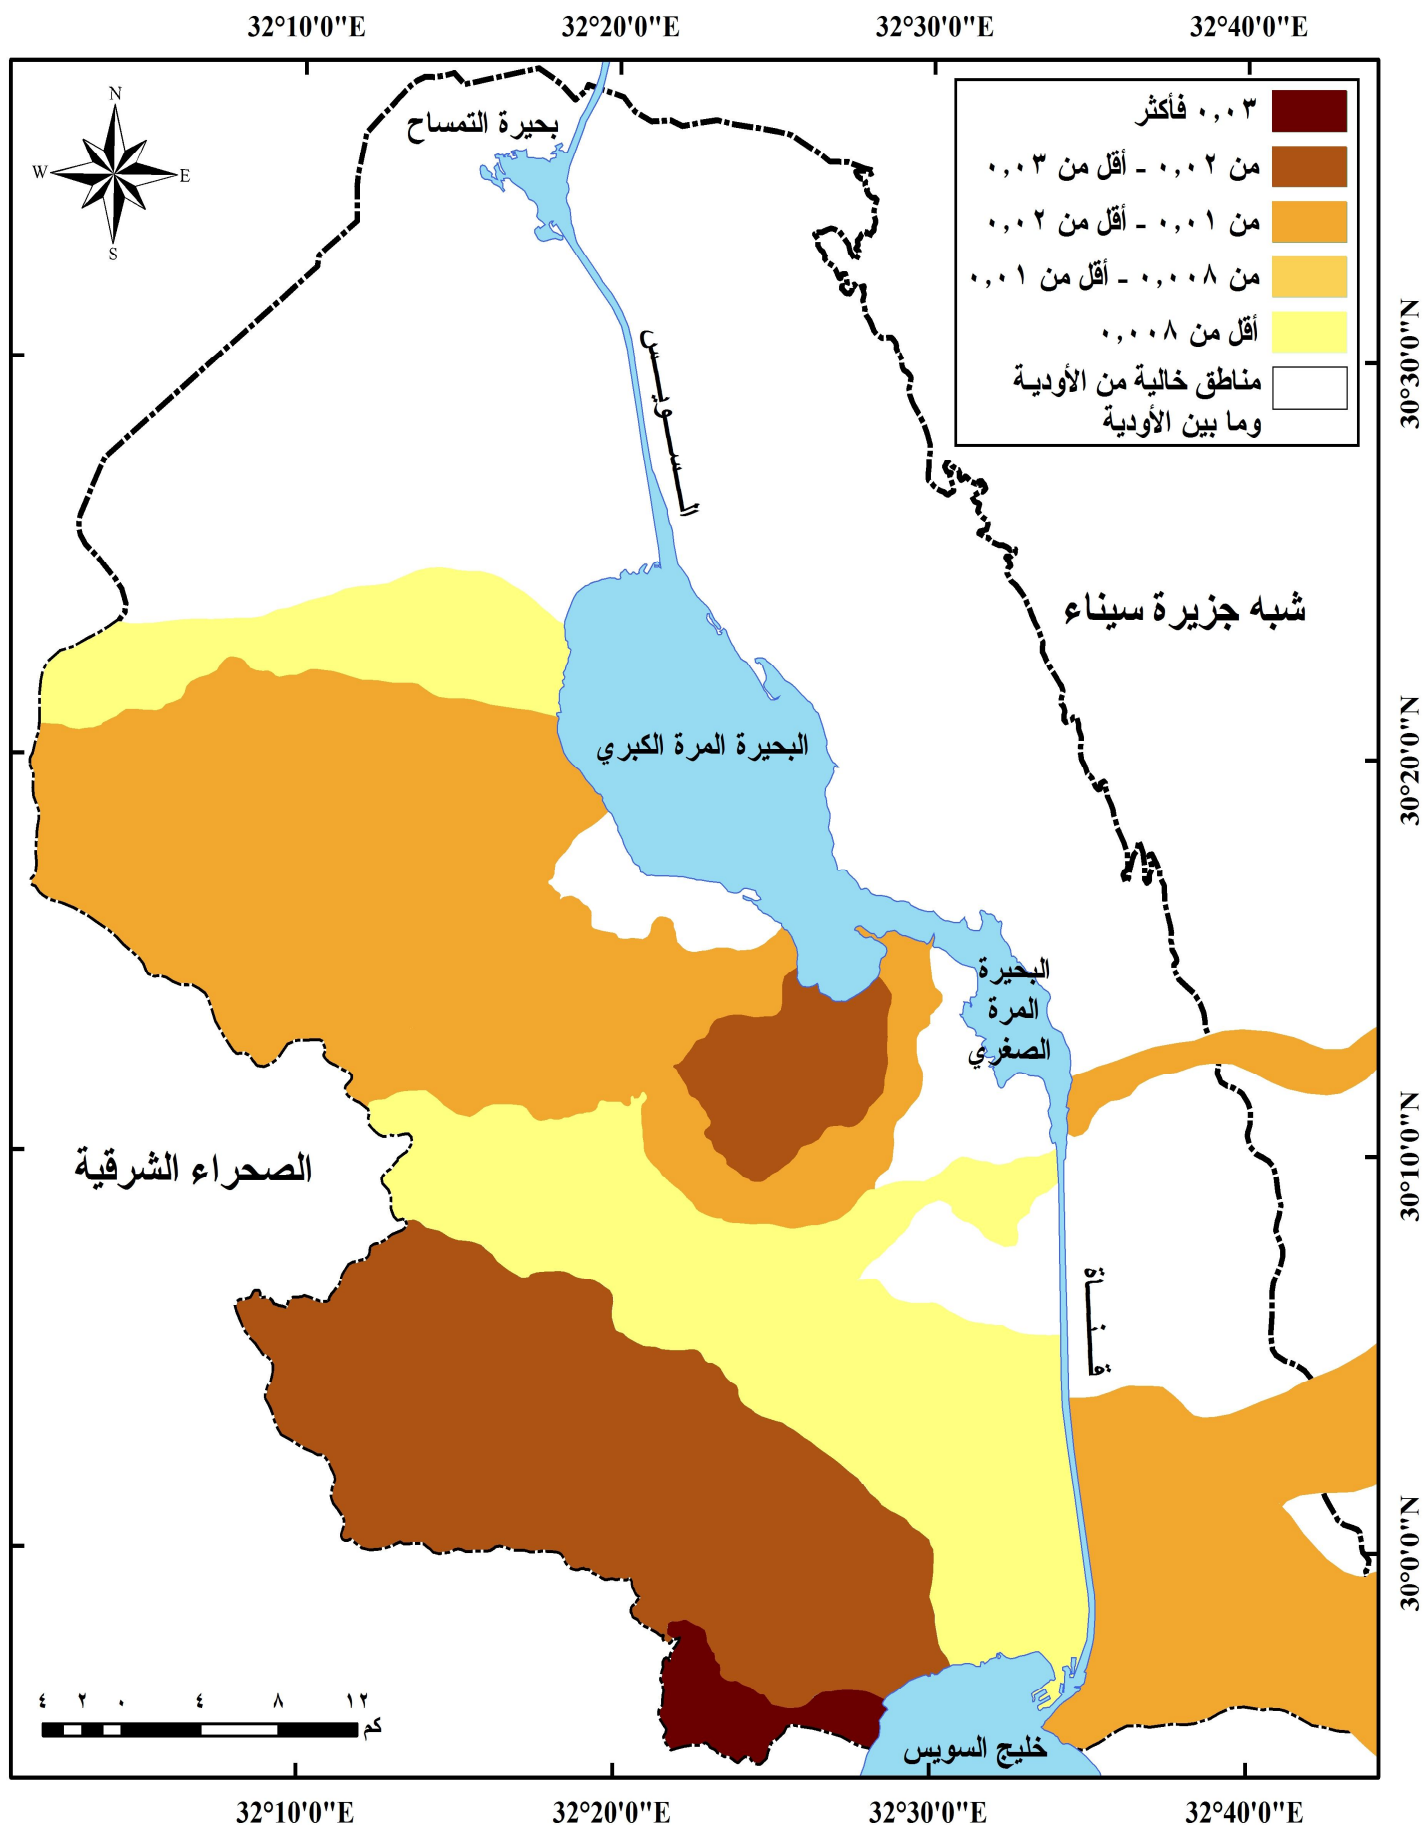 32°10'0"E 32°20'0"E 32°30'0"E 32°40'0"E
N
W E
S
بحيرة التمساح
٠,٠٣ فأكثر
من ٠,٠٢ - أقل من ٠,٠٣
من ٠,٠١ - أقل من ٠,٠٢
من ٠,٠٠٨ - أقل من ٠,٠١
أقل من ٠,٠٠٨
مناطق خالية من الأودية
وما بين الأودية
30°30'0"N
السويس
شبه جزيرة سيناء
البحيرة المرة الكبري
30°20'0"N
البحيرة
المرة
الصغري
الصحراء الشرقية
30°10'0"N
قناة
30°0'0"N
٤ ٢ ٠ ٤ ٨ ١٢
كم
خليج السويس
32°10'0"E 32°20'0"E 32°30'0"E 32°40'0"E